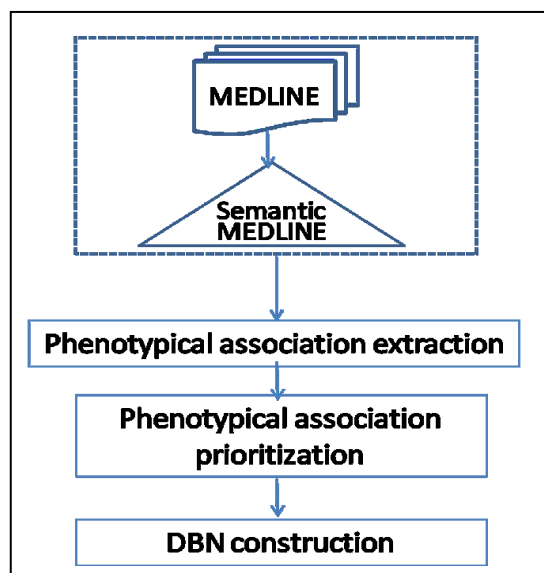 MEDLINE
Semantic
MEDLINE
Phenotypical association extraction
Phenotypical association
prioritization
DBN construction